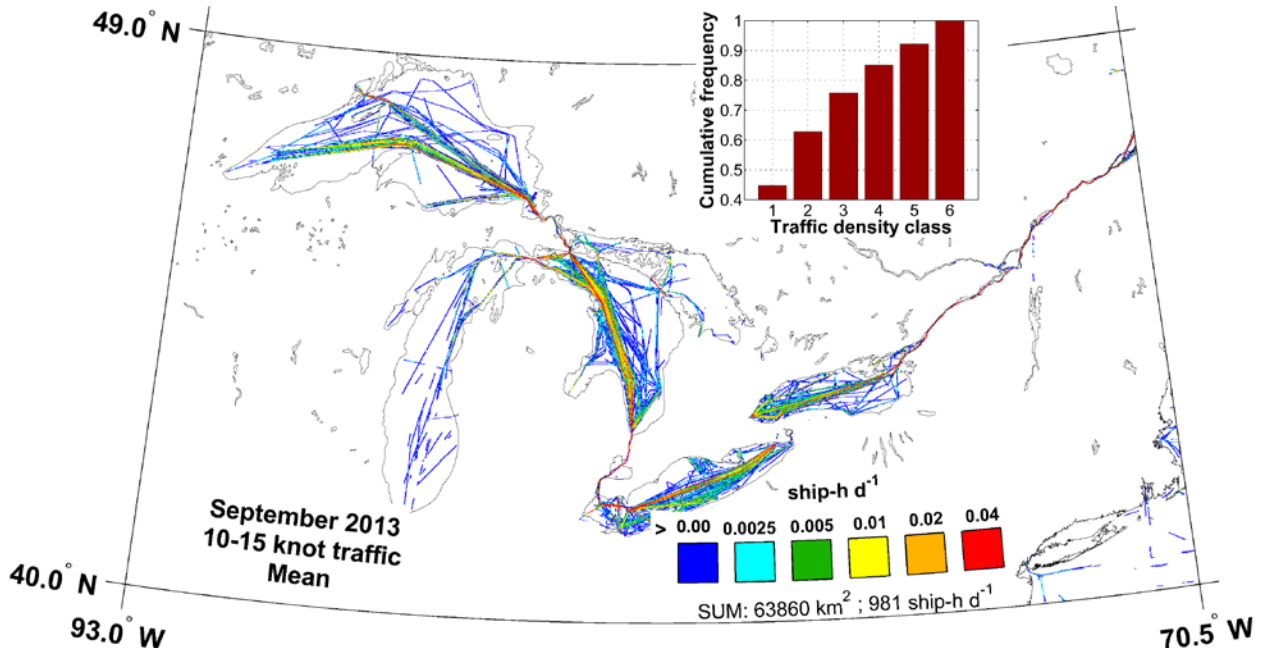 49.0° N
1
0.9
0.8
0.7
0.6
0.5
0.4
Cumulative frequency
1 2 3 4 5 6
Traffic density class
September 2013
10-15 knot traffic
Mean
ship-h d⁻¹
> 0.00 0.0025 0.005 0.01 0.02 0.04
SUM: 63860 km² ; 981 ship-h d⁻¹
40.0° N
93.0° W
70.5° W